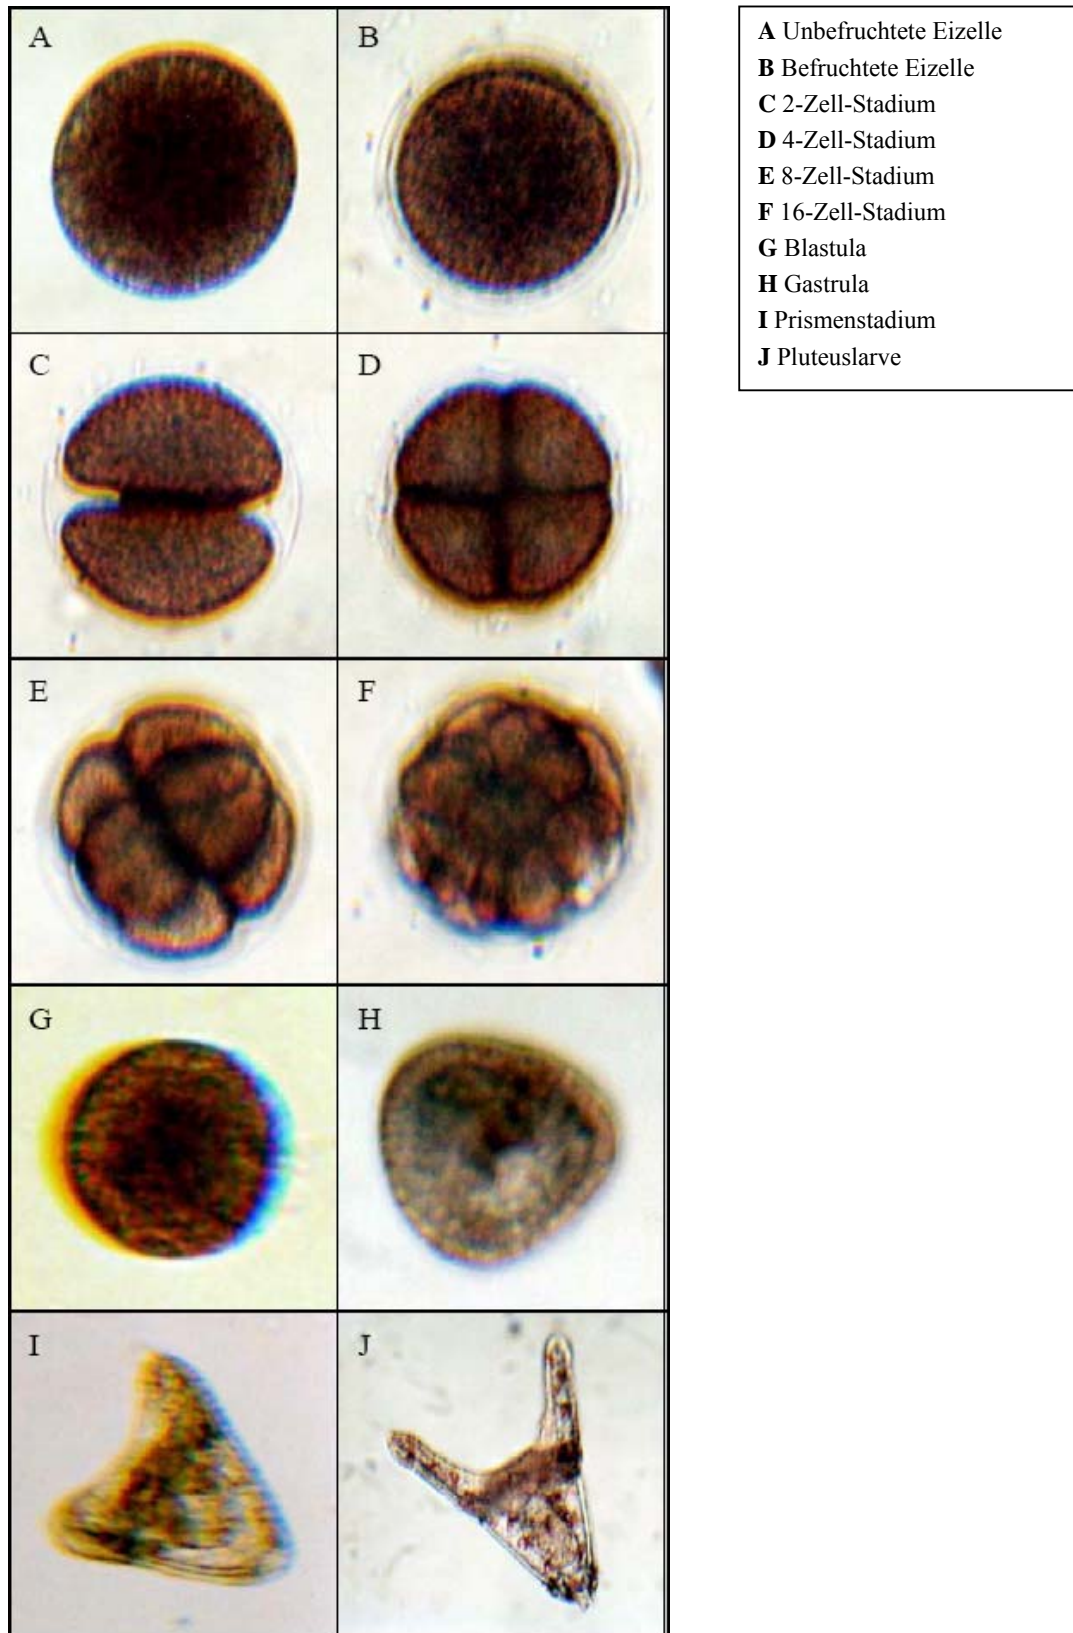 A
B
C
D
E
F
G
H
I
J
A Unbefruchtete Eizelle
B Befruchtete Eizelle
C 2-Zell-Stadium
D 4-Zell-Stadium
E 8-Zell-Stadium
F 16-Zell-Stadium
G Blastula
H Gastrula
I Prismenstadium
J Pluteuslarve